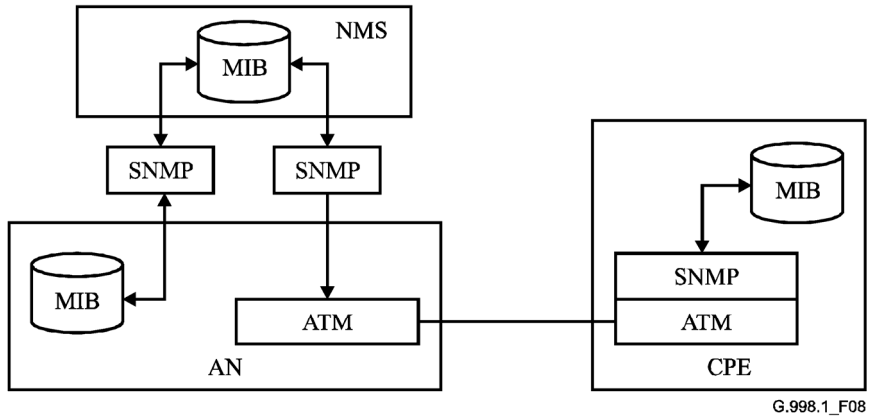 NMS
MIB
SNMP
SNMP
MIB
MIB
SNMP
ATM
ATM
AN
CPE
G.998.1_F08